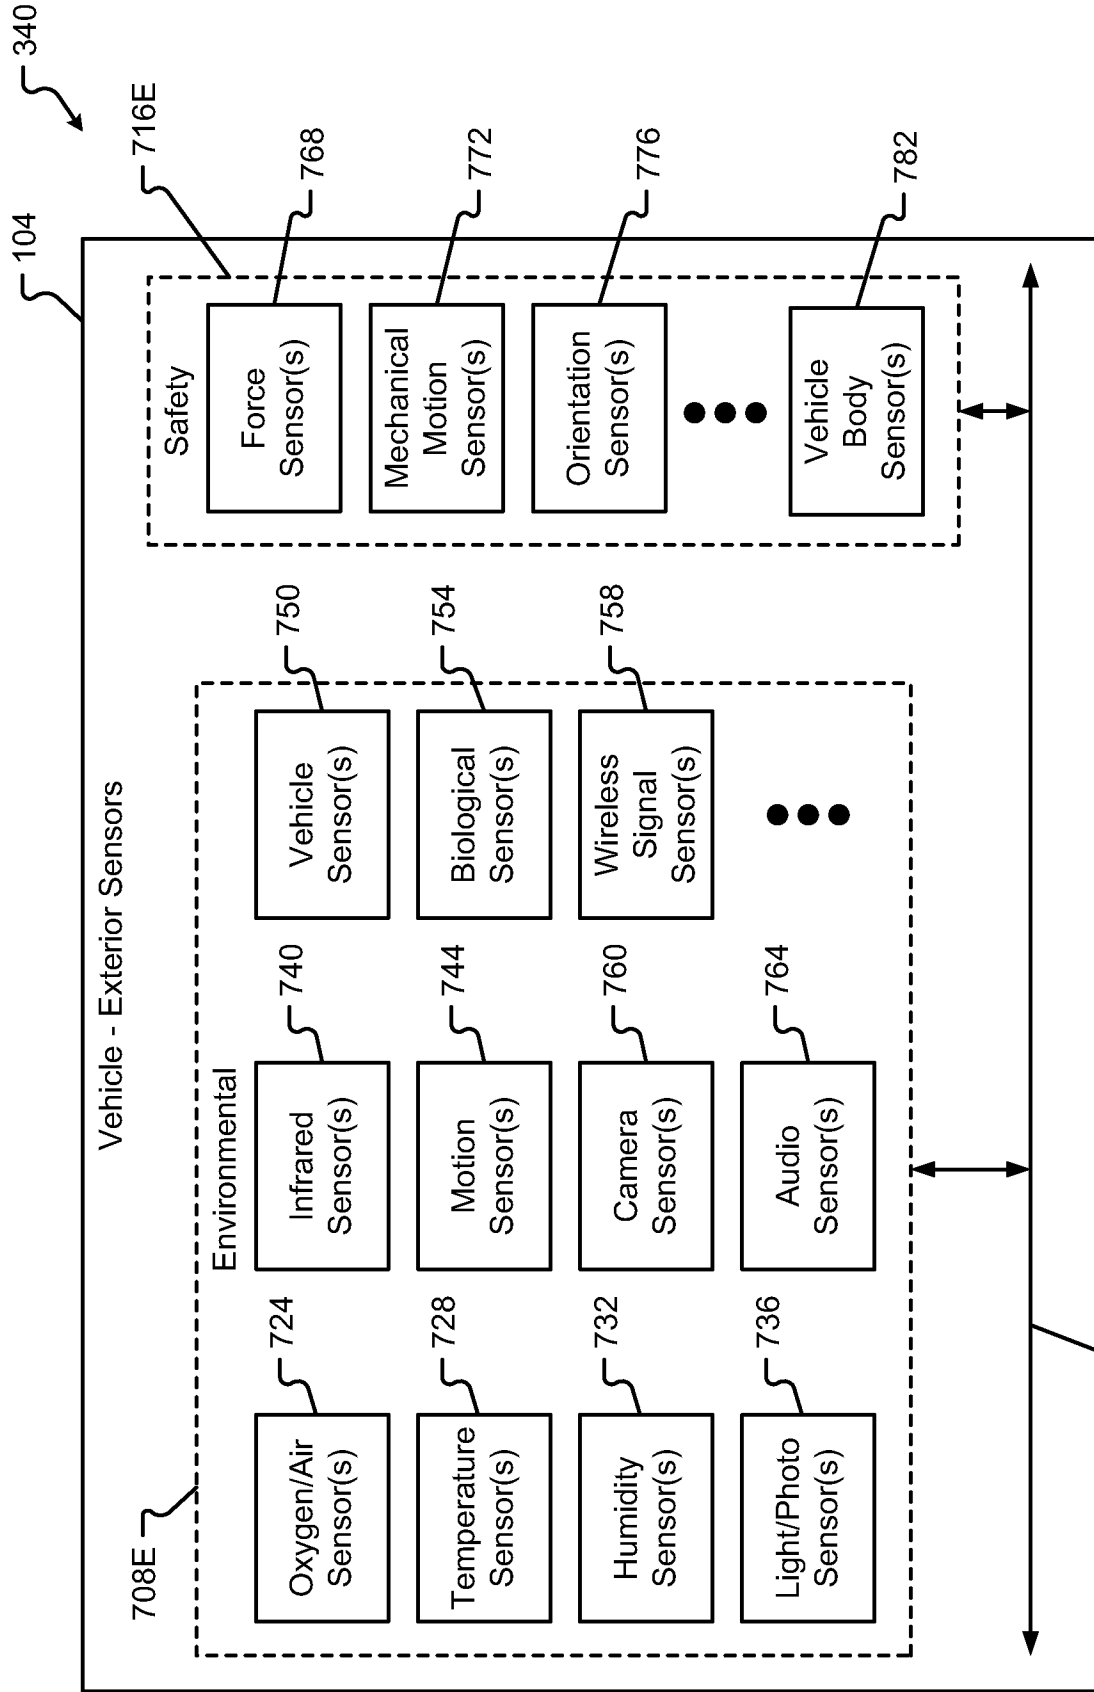 340
104
Vehicle - Exterior Sensors
716E
708E
Environmental
Safety
724
Oxygen/Air
Sensor(s)
740
Infrared
Sensor(s)
750
Vehicle
Sensor(s)
768
Force
Sensor(s)
728
Temperature
Sensor(s)
744
Motion
Sensor(s)
754
Biological
Sensor(s)
772
Mechanical
Motion
Sensor(s)
732
Humidity
Sensor(s)
760
Camera
Sensor(s)
758
Wireless
Signal
Sensor(s)
776
Orientation
Sensor(s)
736
Light/Photo
Sensor(s)
764
Audio
Sensor(s)
782
Vehicle
Body
Sensor(s)